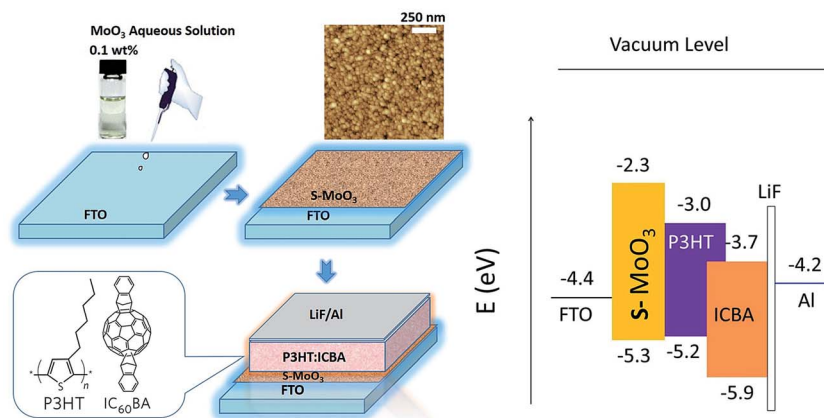 MoO₃ Aqueous Solution
0.1 wt%
250 nm
FTO
S-MoO₃
FTO
LiF/Al
P3HT:ICBA
S-MoO₃
FTO
* S n *
P3HT IC₆₀BA
Vacuum Level
E (eV)
-2.3
LiF
-3.0
P3HT
-3.7
-4.4
-4.2
FTO
S- MoO₃
ICBA
Al
-5.3
-5.2
-5.9